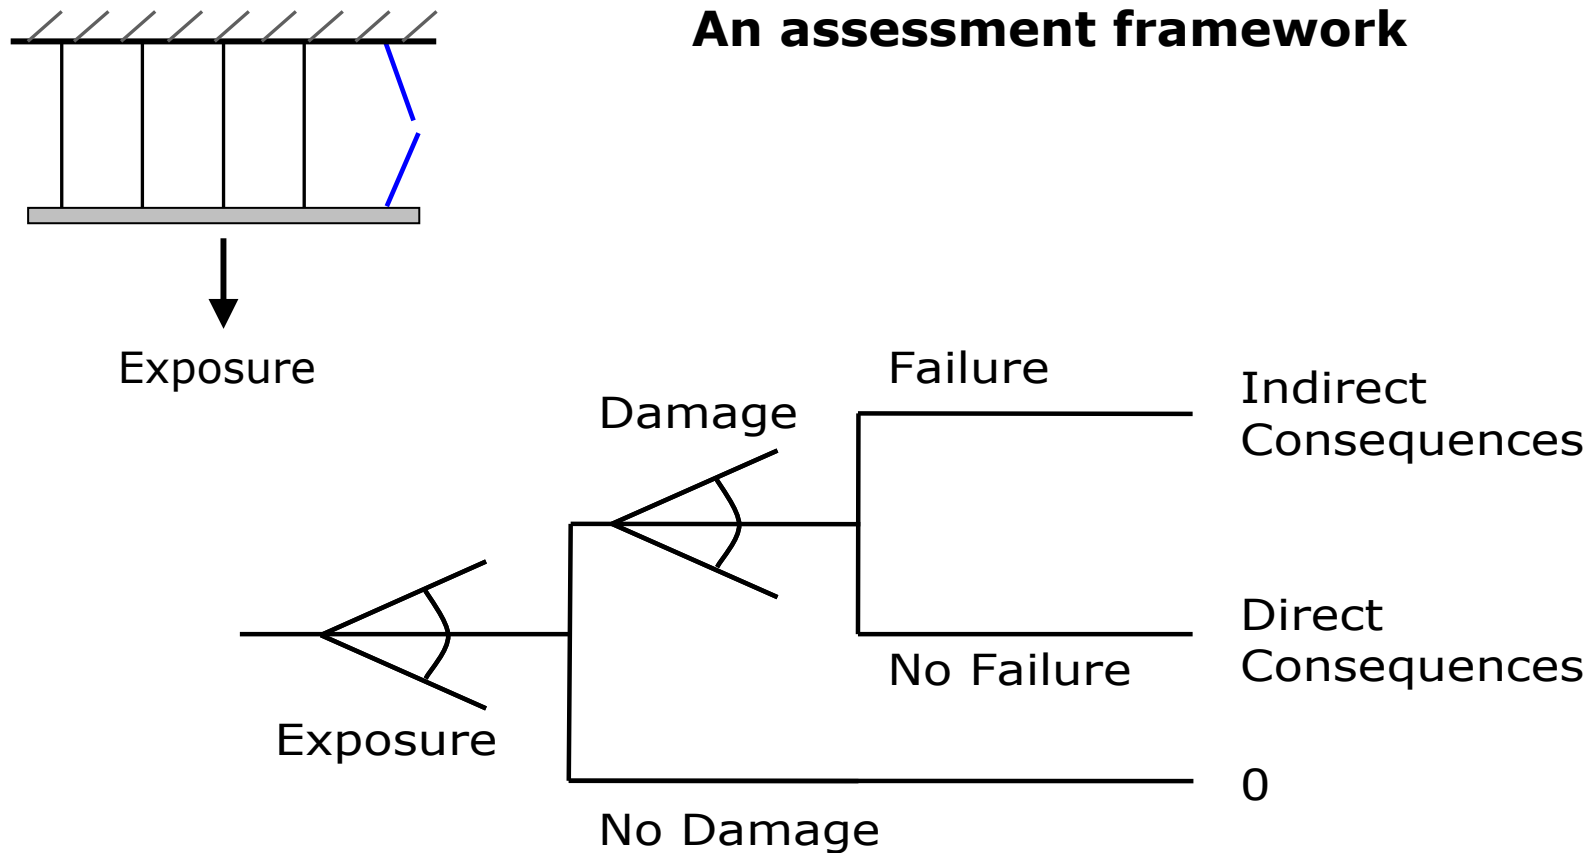 An assessment framework
Exposure
Failure
Indirect
Consequences
Damage
Direct
Consequences
No Failure
Exposure
0
No Damage